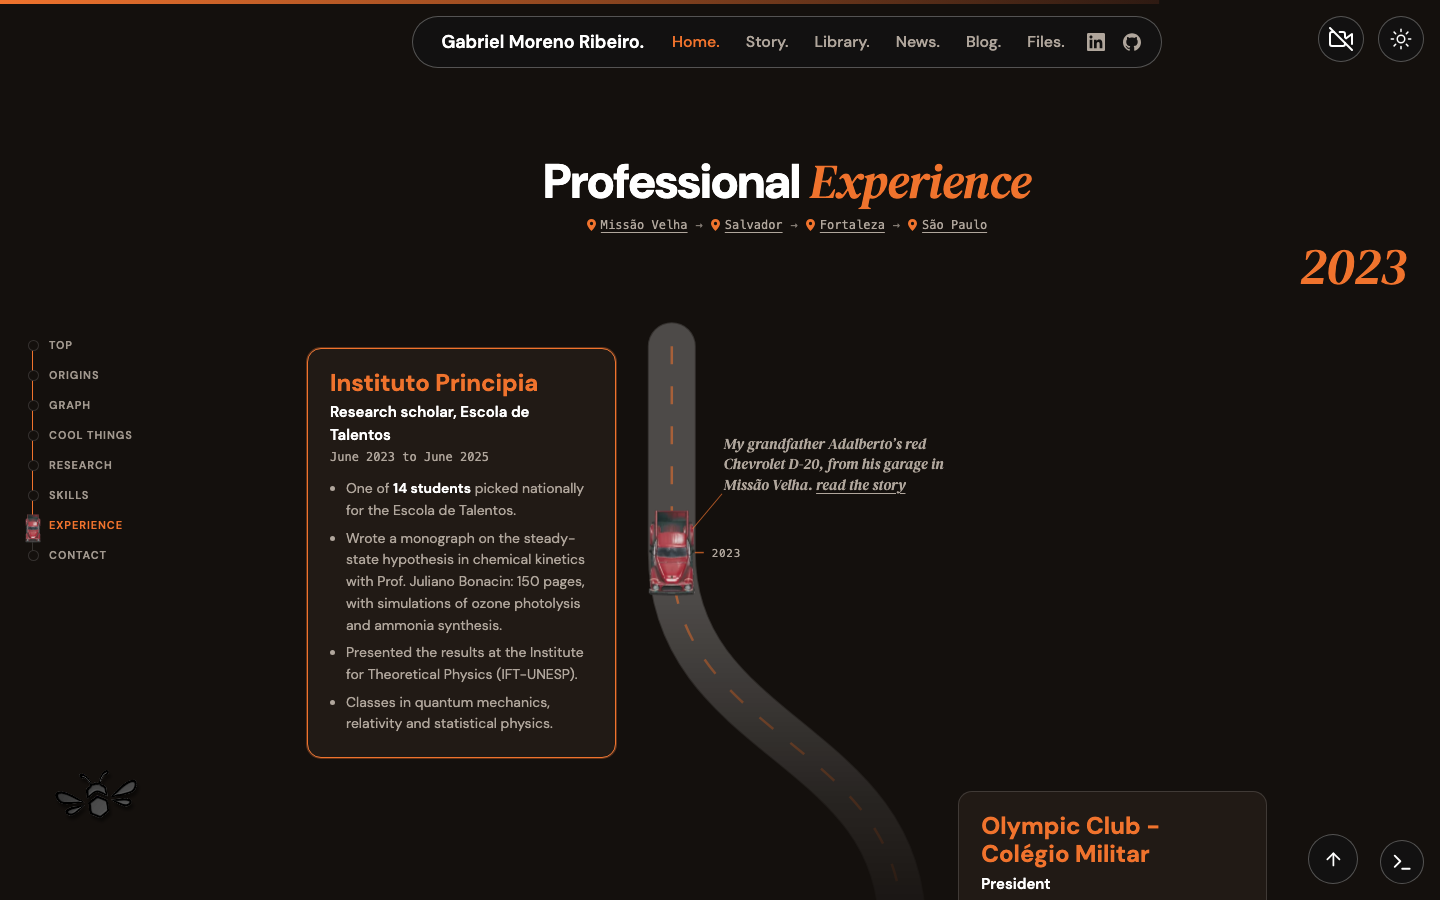 Gabriel Moreno Ribeiro. Home. Story. Library. News. Blog. Files.
Professional Experience
Missão Velha → Salvador → Fortaleza → São Paulo
2023
TOP
ORIGINS
GRAPH
COOL THINGS
RESEARCH
SKILLS
EXPERIENCE
CONTACT
Instituto Principia
Research scholar, Escola de
Talentos
June 2023 to June 2025
• One of 14 students picked nationally
for the Escola de Talentos.
• Wrote a monograph on the steady-
state hypothesis in chemical kinetics
with Prof. Juliano Bonacin: 150 pages,
with simulations of ozone photolysis
and ammonia synthesis.
• Presented the results at the Institute
for Theoretical Physics (IFT-UNESP).
• Classes in quantum mechanics,
relativity and statistical physics.
My grandfather Adalberto's red
Chevrolet D-20, from his garage in
Missão Velha. read the story
2023
Olympic Club –
Colégio Militar
President